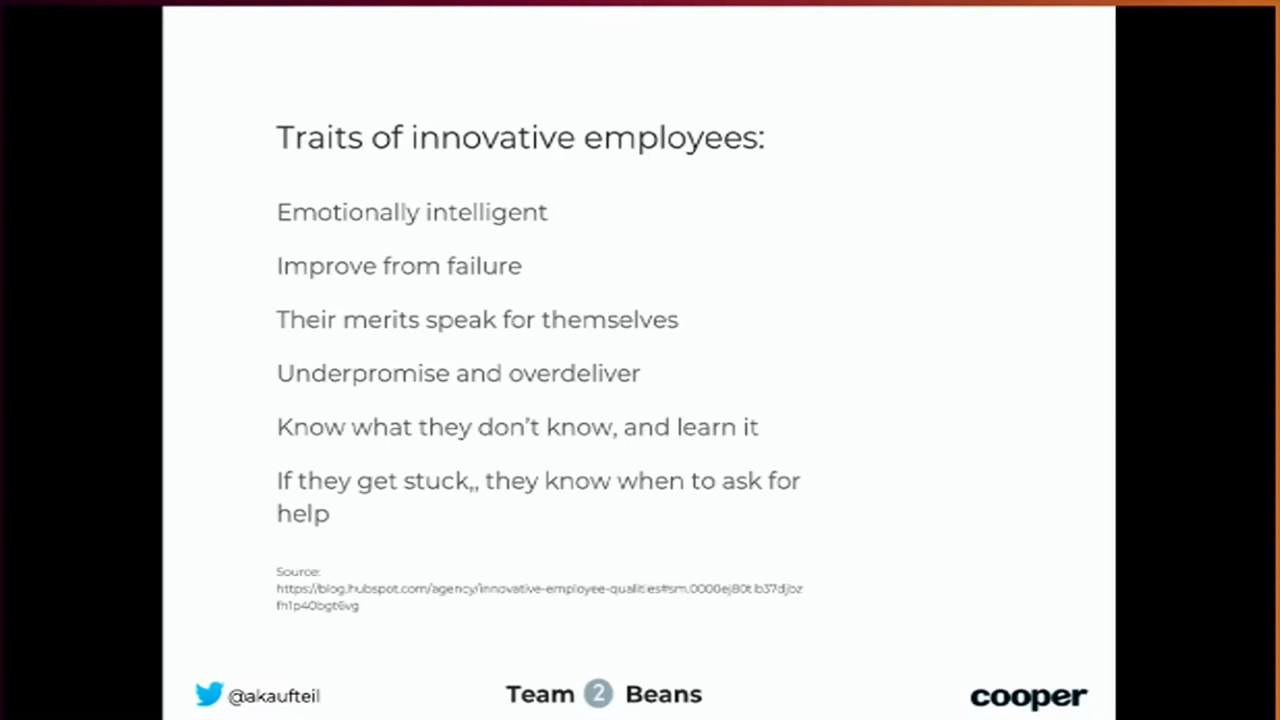 Traits of innovative employees:
Emotionally intelligent
Improve from failure
Their merits speak for themselves
Underpromise and overdeliver
Know what they don't know, and learn it
If they get stuck,, they know when to ask for
help
Source:
@akaufteil
Team 2 Beans
cooper